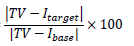 |TV − I_target|
|TV − I_base| × 100